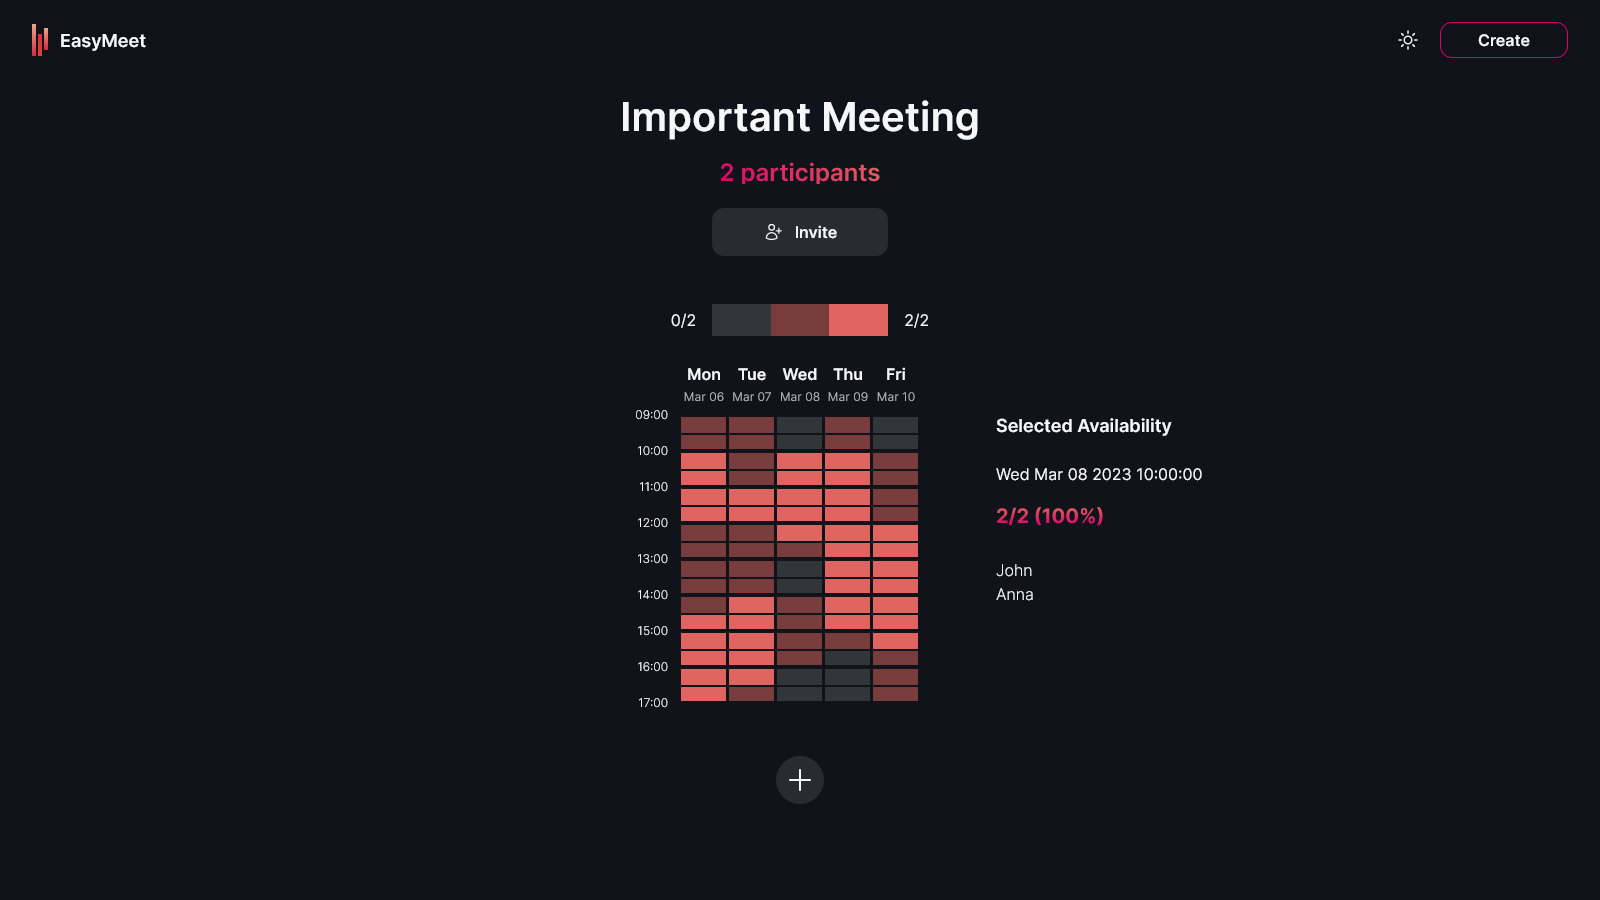 EasyMeet
Create
Important Meeting
2 participants
Invite
0/2
2/2
Mon Tue Wed Thu Fri
Mar 06 Mar 07 Mar 08 Mar 09 Mar 10
09:00
10:00
11:00
12:00
13:00
14:00
15:00
16:00
17:00
Selected Availability
Wed Mar 08 2023 10:00:00
2/2 (100%)
John
Anna